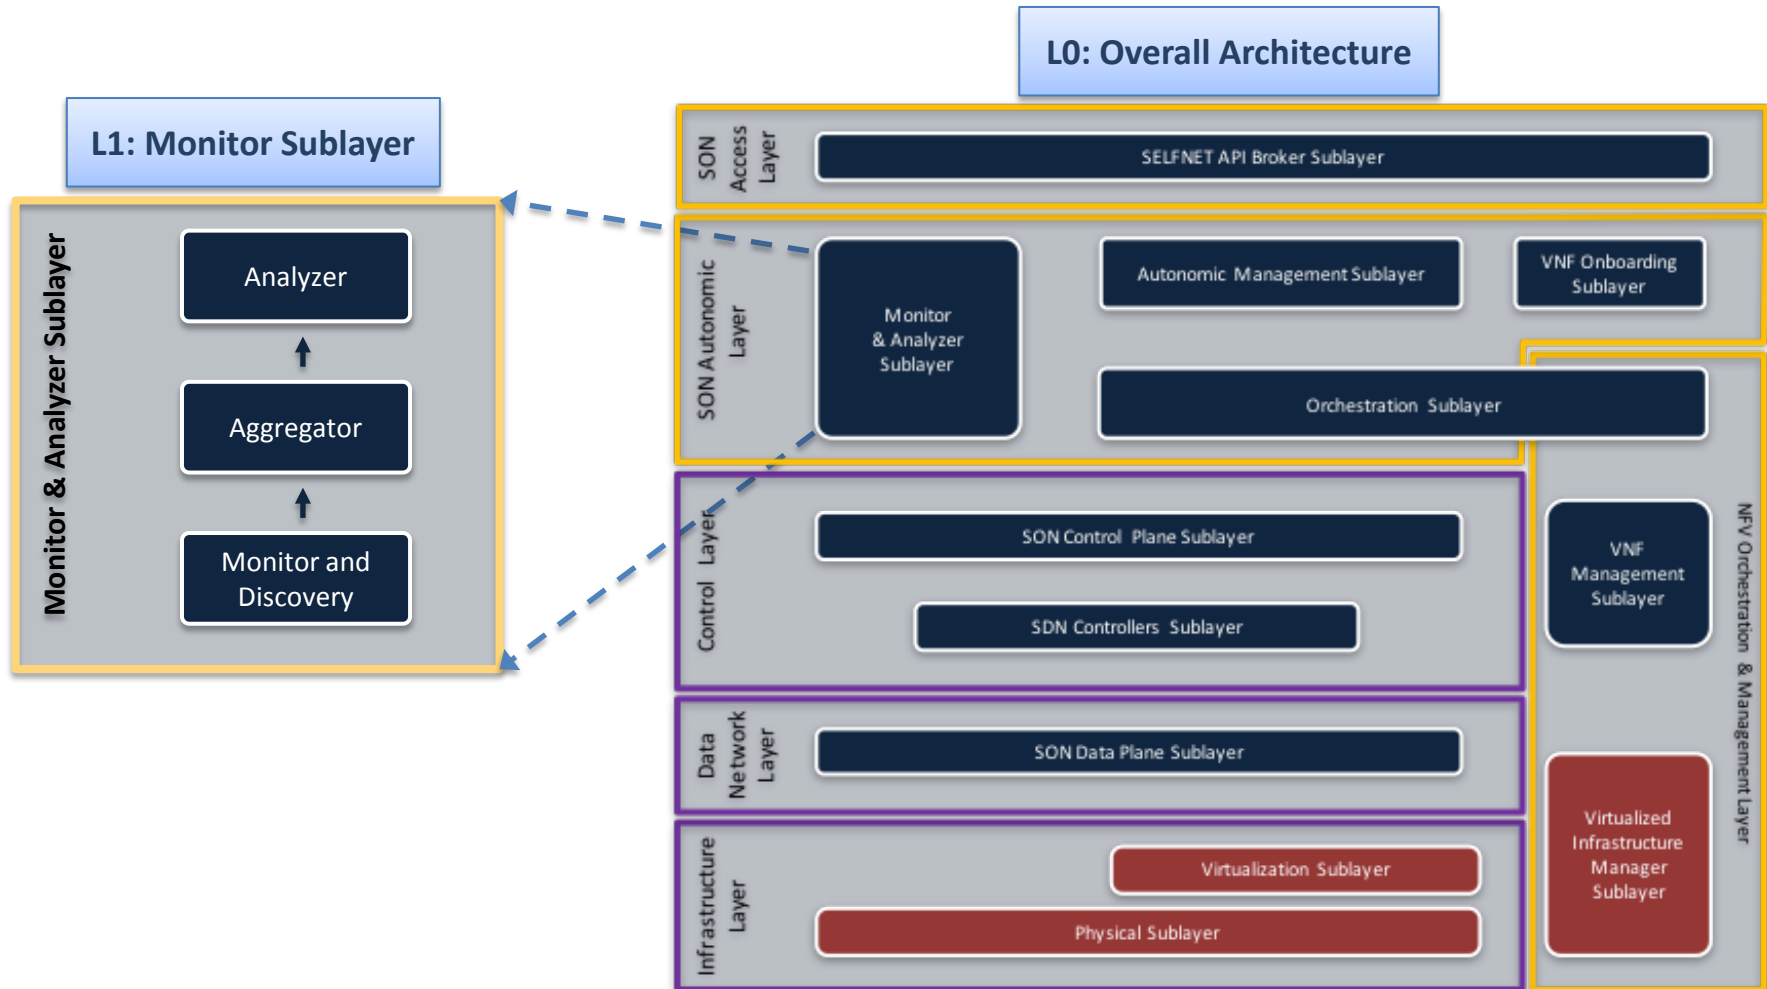 L0: Overall Architecture
L1: Monitor Sublayer
Monitor & Analyzer Sublayer
Analyzer
Aggregator
Monitor and
Discovery
SON
Access
Layer
SELFNET API Broker Sublayer
SON Autonomic
Layer
Monitor
& Analyzer
Sublayer
Autonomic Management Sublayer
VNF Onboarding
Sublayer
Orchestration Sublayer
Control Layer
SON Control Plane Sublayer
SDN Controllers Sublayer
Data
Network
Layer
SON Data Plane Sublayer
Infrastructure
Layer
Virtualization Sublayer
Physical Sublayer
VNF
Management
Sublayer
Virtualized
Infrastructure
Manager
Sublayer
NFV Orchestration & Management Layer